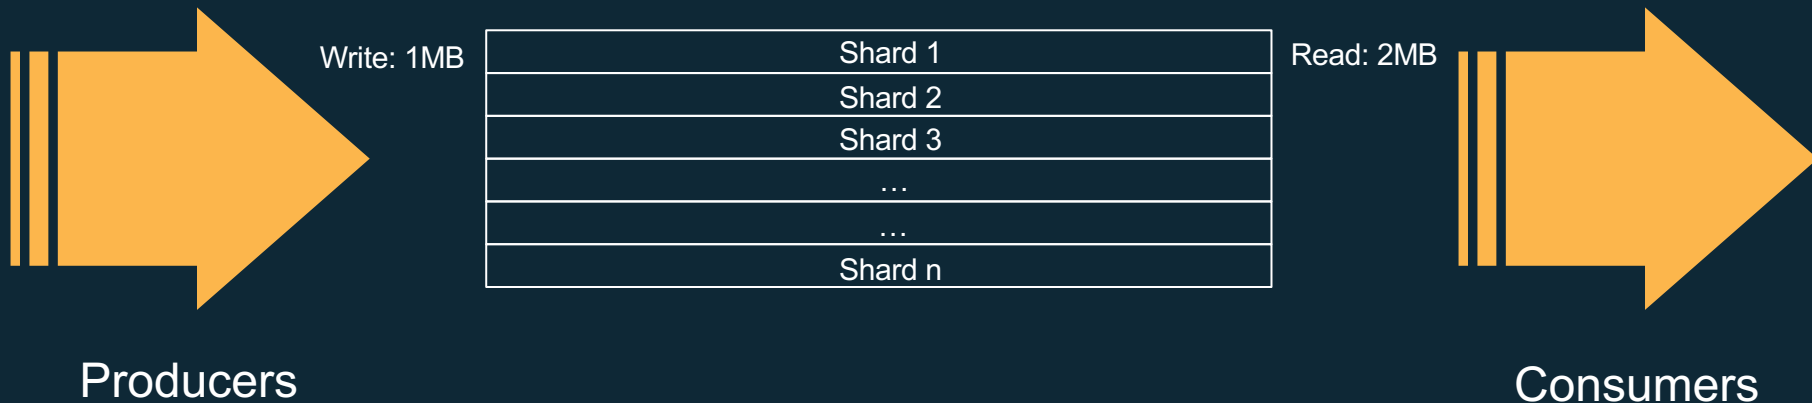 Write: 1MB
Shard 1
Read: 2MB
Shard 2
Shard 3
…
…
Shard n
Producers
Consumers